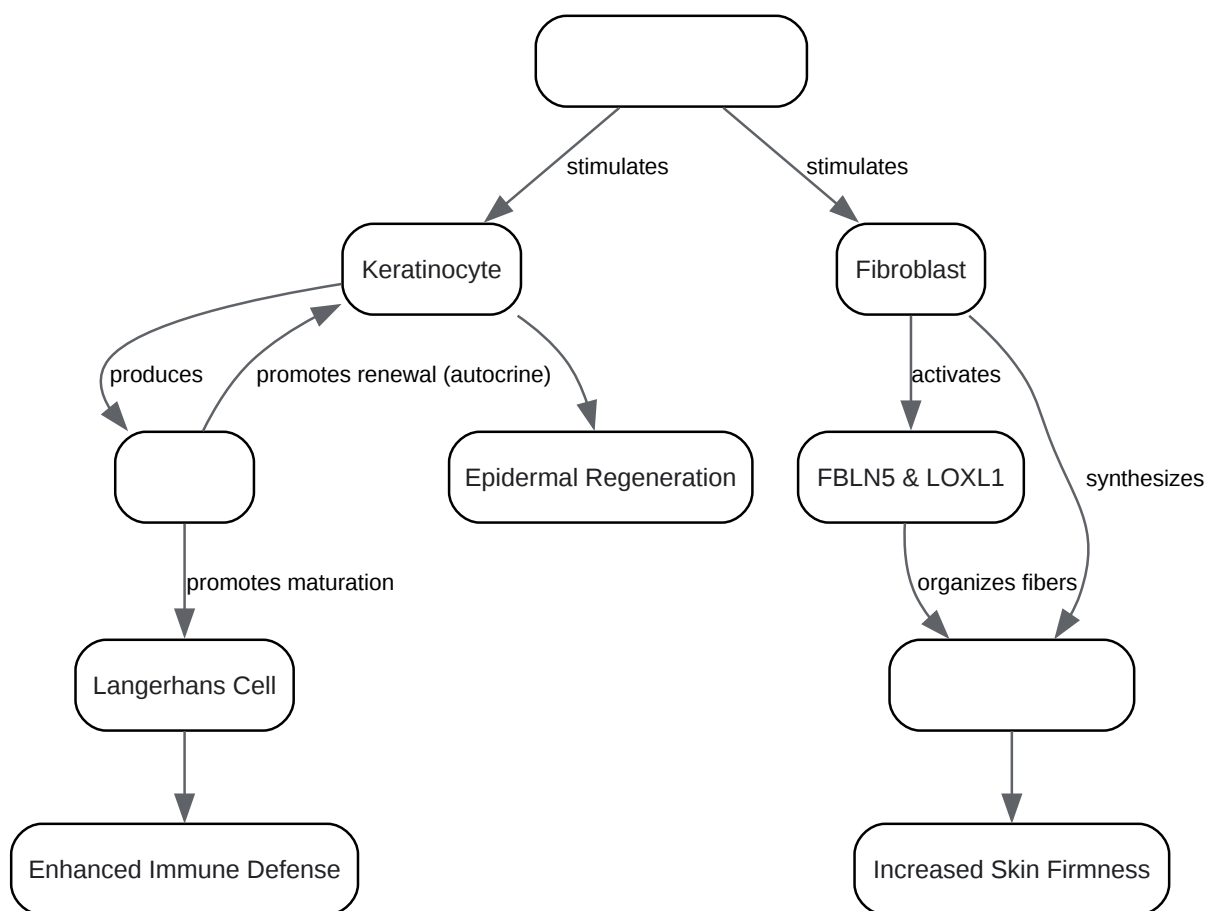 stimulates
stimulates
Keratinocyte
Fibroblast
produces
promotes renewal (autocrine)
activates
Epidermal Regeneration
FBLN5 & LOXL1
synthesizes
promotes maturation
organizes fibers
Langerhans Cell
Enhanced Immune Defense
Increased Skin Firmness